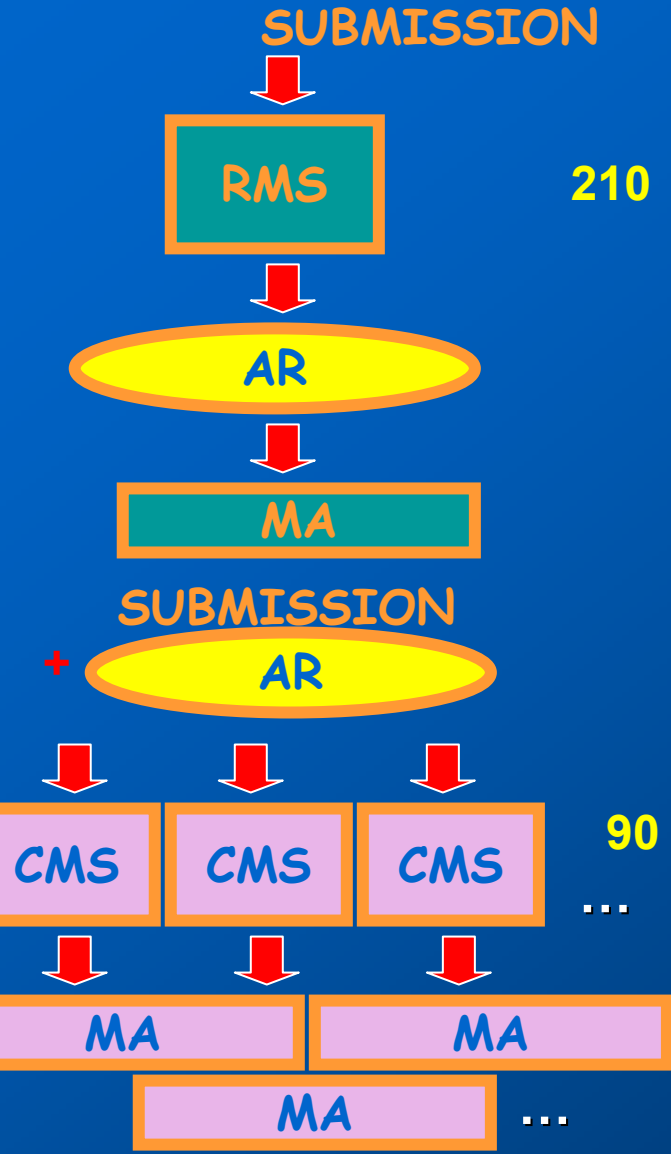 SUBMISSION
RMS
210
AR
MA
SUBMISSION
+ AR
CMS CMS CMS
90
...
MA MA
MA ...